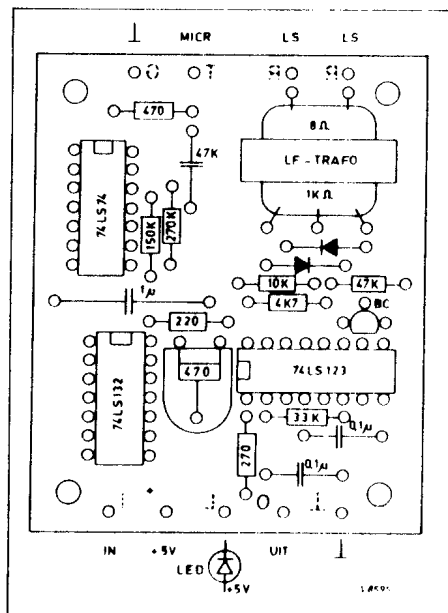 ⊥ MICR LS LS
470
8Ω
LF-TRAFO
1KΩ
47K
74LS74
150K
270K
1µ
10K
47K
4K7
BC
220
470
74LS123
74LS132
33K
0,1µ
270
0,1µ
+
IN +5V UIT ⊥
LED
+5V